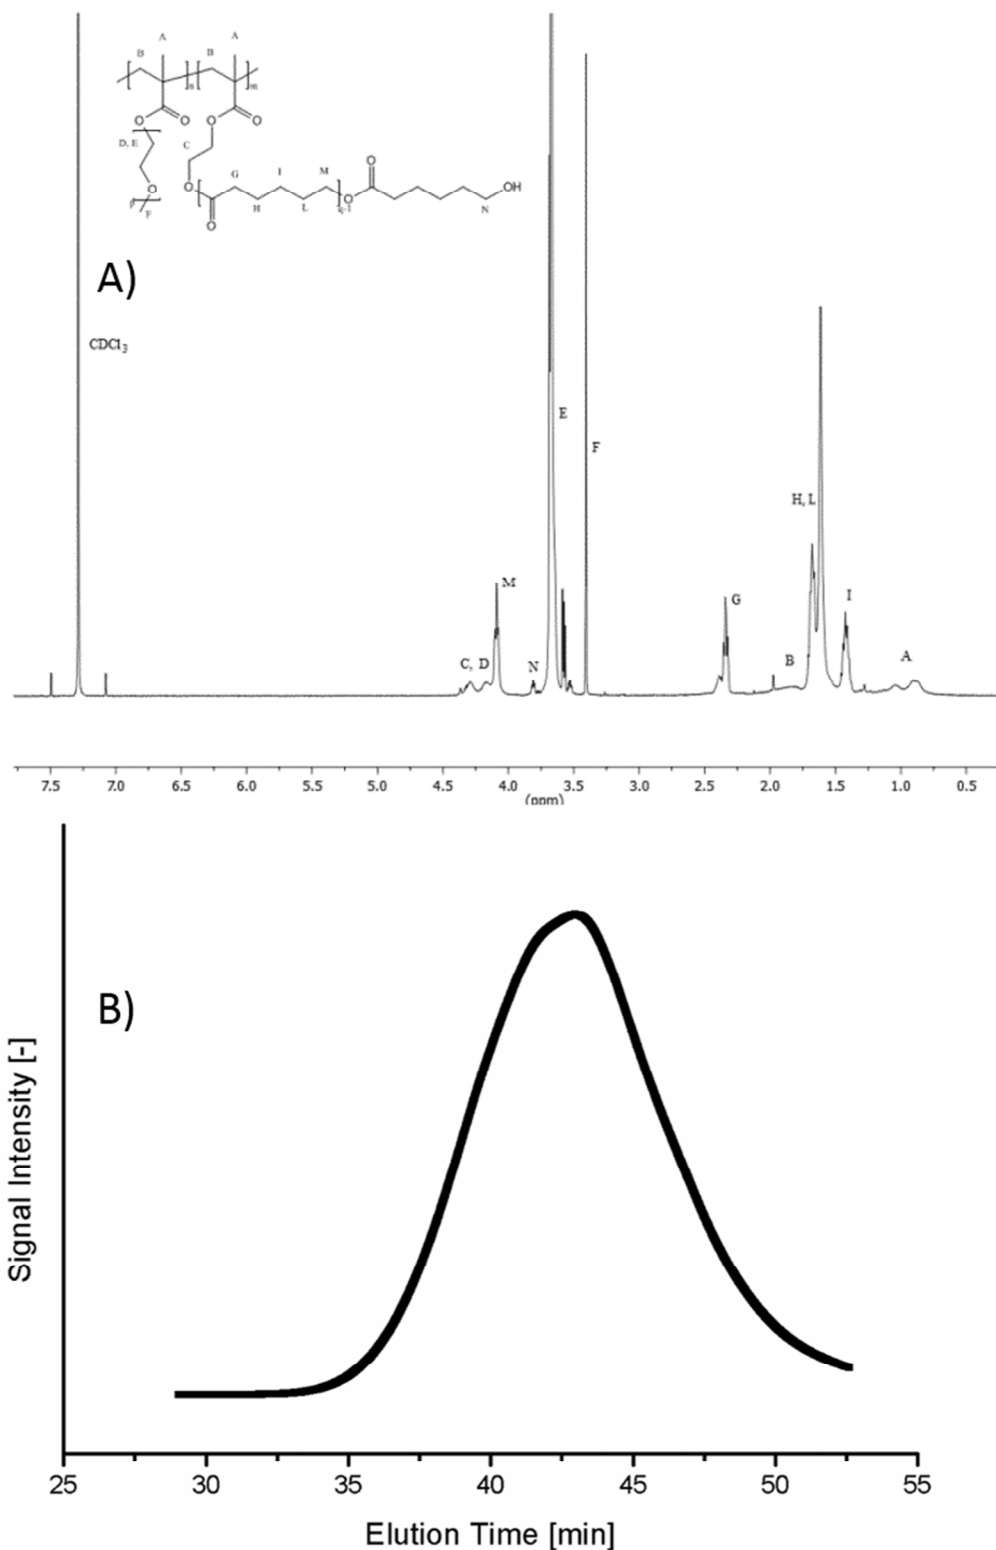 A A
B B
n m
O O O O
D, E C
O
O G I M O OH
O H L q-1 O N
p F
O
A)
CDCl3
E
F
H, L
M
G I
C, D N B A
7.5 7.0 6.5 6.0 5.5 5.0 4.5 4.0 3.5 3.0 2.5 2.0 1.5 1.0 0.5
(ppm)
B)
Signal Intensity [-]
25 30 35 40 45 50 55
Elution Time [min]